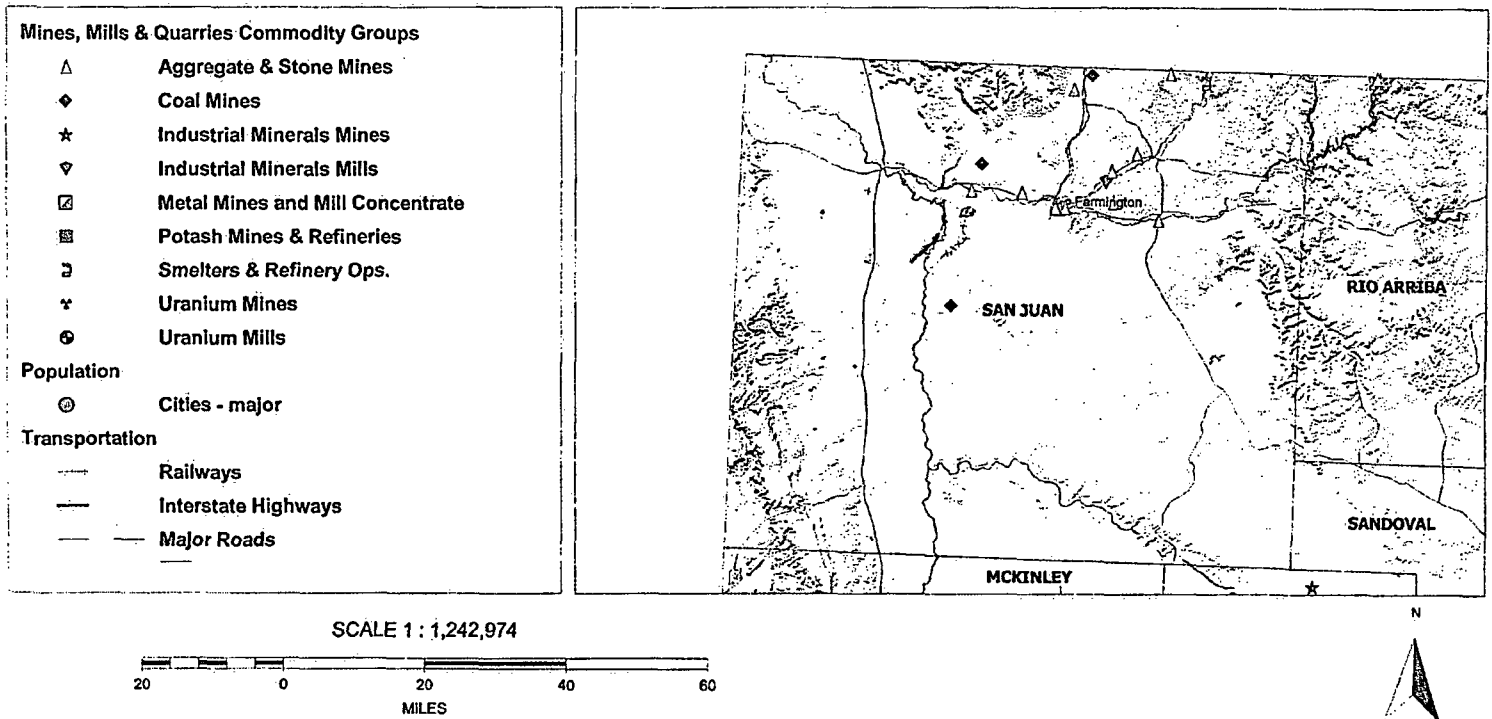 Mines, Mills & Quarries Commodity Groups
Aggregate & Stone Mines
Coal Mines
Industrial Minerals Mines
Industrial Minerals Mills
Metal Mines and Mill Concentrate
Potash Mines & Refineries
Smelters & Refinery Ops.
Uranium Mines
Uranium Mills
Population
Cities - major
Transportation
Railways
Interstate Highways
Major Roads
Farmington
RIO ARRIBA
SAN JUAN
SANDOVAL
MCKINLEY
SCALE 1 : 1,242,974
20 0 20 40 60
MILES
N